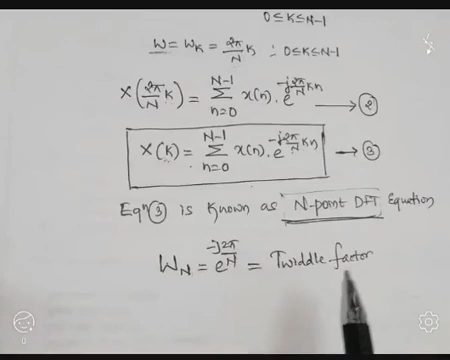 0≤K≤N-1
W = W_K = 2π/N K ∶ 0≤K≤N-1
X(2π/N K) = Σ_{n=0}^{N-1} x(n). e^{-j2π/N Kn} → ②
X(K) = Σ_{n=0}^{N-1} x(n). e^{-j2π/N Kn} → ③
Eqn ③ is Known as N-point DFT Equation
W_N = e^{-j2π/N} = Twiddle factor